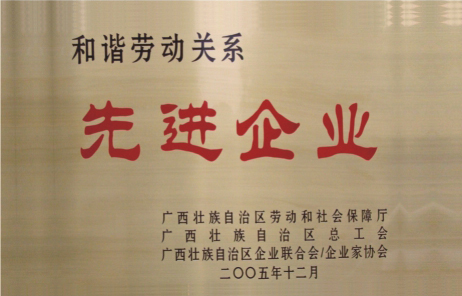 和谐劳动关系
先进企业
广西壮族自治区劳动和社会保障厅
广西壮族自治区总工会
广西壮族自治区企业联合会/企业家协会
二〇〇五年十二月